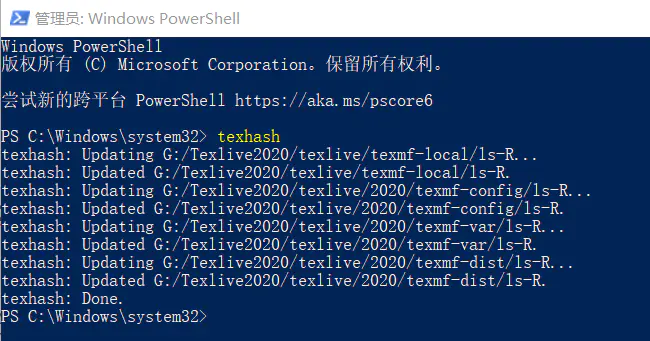 管理员: Windows PowerShell
Windows PowerShell
版权所有 (C) Microsoft Corporation。保留所有权利。
尝试新的跨平台 PowerShell https://aka.ms/pscore6
PS C:\Windows\system32> texhash
texhash: Updating G:/Texlive2020/texlive/texmf-local/ls-R...
texhash: Updated G:/Texlive2020/texlive/texmf-local/ls-R.
texhash: Updating G:/Texlive2020/texlive/2020/texmf-config/ls-R...
texhash: Updated G:/Texlive2020/texlive/2020/texmf-config/ls-R.
texhash: Updating G:/Texlive2020/texlive/2020/texmf-var/ls-R...
texhash: Updated G:/Texlive2020/texlive/2020/texmf-var/ls-R.
texhash: Updating G:/Texlive2020/texlive/2020/texmf-dist/ls-R...
texhash: Updated G:/Texlive2020/texlive/2020/texmf-dist/ls-R.
texhash: Done.
PS C:\Windows\system32>